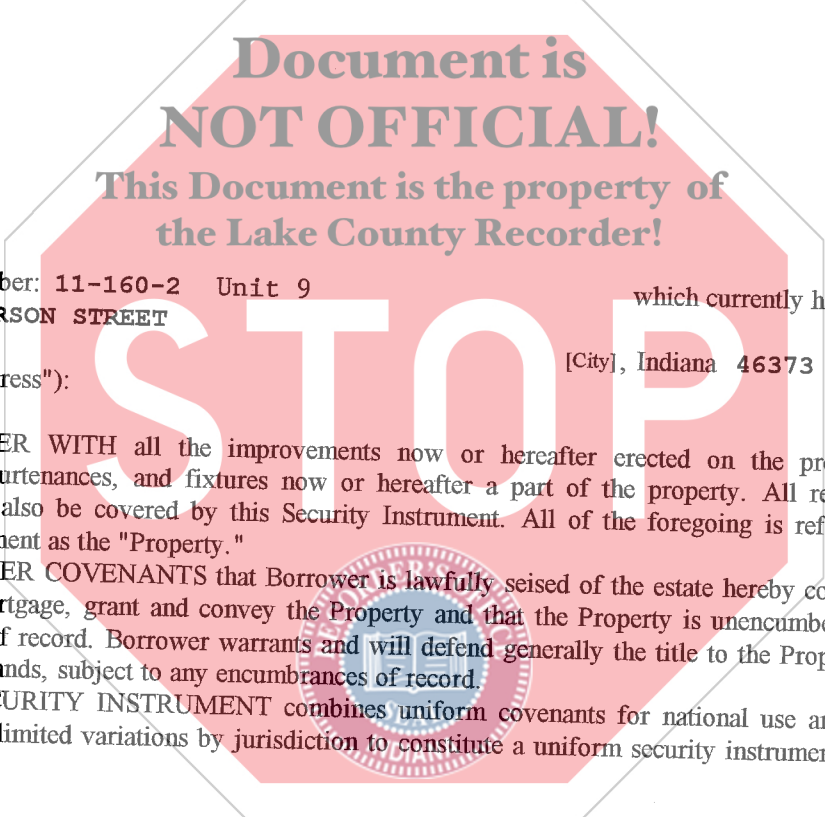 Document is
NOT OFFICIAL!
This Document is the property of
the Lake County Recorder!
ber: 11-160-2 Unit 9 which currently h
RSON STREET
[City], Indiana 46373
ress"):
STOP
ER WITH all the improvements now or hereafter erected on the pr
urtenances, and fixtures now or hereafter a part of the property. All re
also be covered by this Security Instrument. All of the foregoing is ref
nent as the "Property."
ER COVENANTS that Borrower is lawfully seised of the estate hereby co
rtgage, grant and convey the Property and that the Property is unencumbe
f record. Borrower warrants and will defend generally the title to the Prop
ands, subject to any encumbrances of record.
CURITY INSTRUMENT combines uniform covenants for national use a
limited variations by jurisdiction to constitute a uniform security instrumen